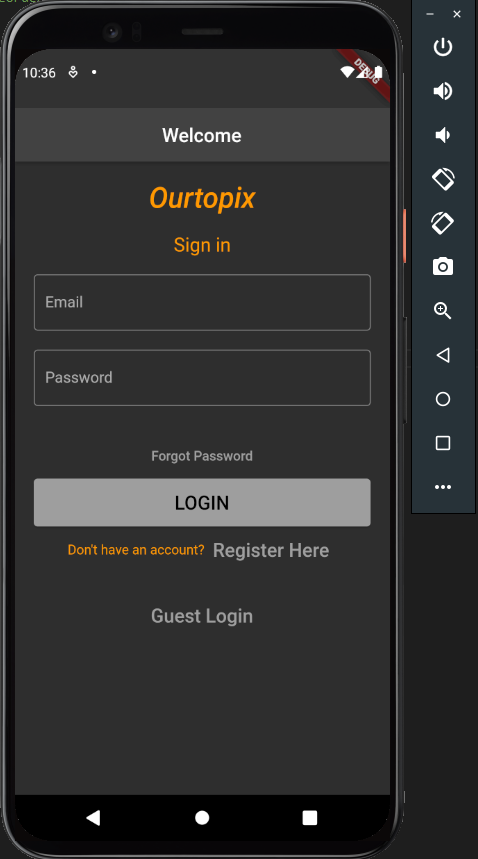 10:36
DEBUG
Welcome
Ourtopix
Sign in
Email
Password
Forgot Password
LOGIN
Don't have an account? Register Here
Guest Login